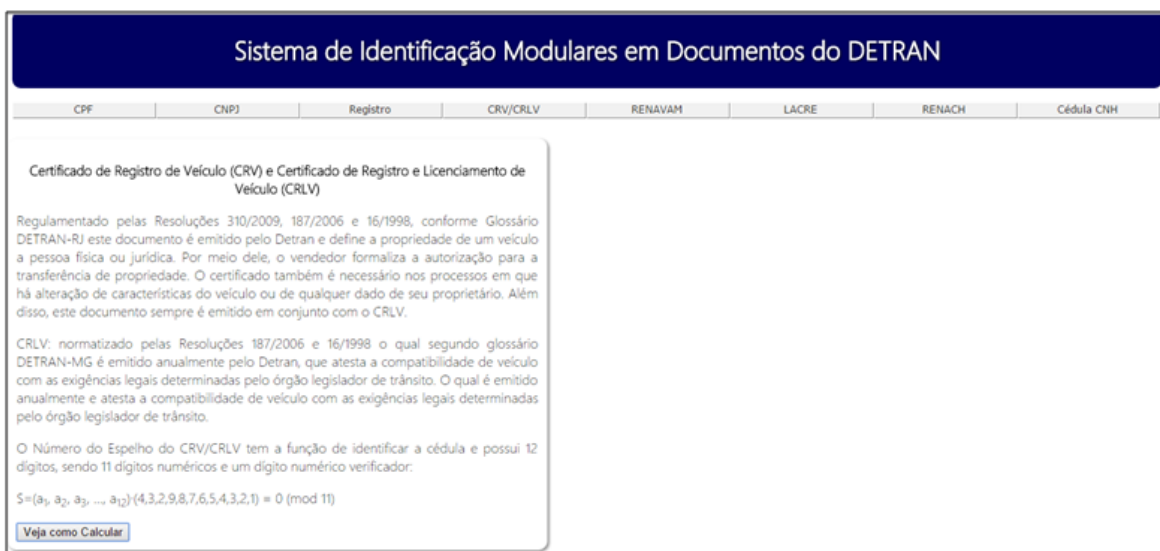 Sistema de Identificação Modulares em Documentos do DETRAN
CPF CNPJ Registro CRV/CRLV RENAVAM LACRE RENACH Cédula CNH
Certificado de Registro de Veículo (CRV) e Certificado de Registro e Licenciamento de
Veículo (CRLV)
Regulamentado pelas Resoluções 310/2009, 187/2006 e 16/1998, conforme Glossário
DETRAN-RJ este documento é emitido pelo Detran e define a propriedade de um veículo
a pessoa física ou jurídica. Por meio dele, o vendedor formaliza a autorização para a
transferência de propriedade. O certificado também é necessário nos processos em que
há alteração de características do veículo ou de qualquer dado de seu proprietário. Além
disso, este documento sempre é emitido em conjunto com o CRLV.
CRLV: normatizado pelas Resoluções 187/2006 e 16/1998 o qual segundo glossário
DETRAN-MG é emitido anualmente pelo Detran, que atesta a compatibilidade de veículo
com as exigências legais determinadas pelo órgão legislador de trânsito. O qual é emitido
anualmente e atesta a compatibilidade de veículo com as exigências legais determinadas
pelo órgão legislador de trânsito.
O Número do Espelho do CRV/CRLV tem a função de identificar a cédula e possui 12
dígitos, sendo 11 dígitos numéricos e um dígito numérico verificador:
S=(a₁, a₂, a₃, ..., a₁₂)·(4,3,2,9,8,7,6,5,4,3,2,1) = 0 (mod 11)
Veja como Calcular